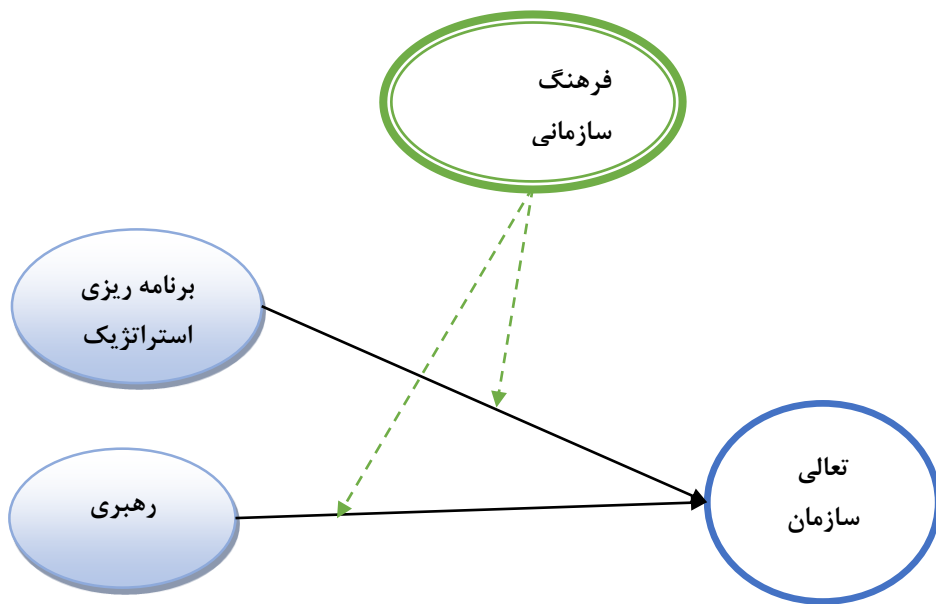 فرهنگ
سازمانی
برنامه ریزی
استراتژیک
رهبری
تعالی
سازمان